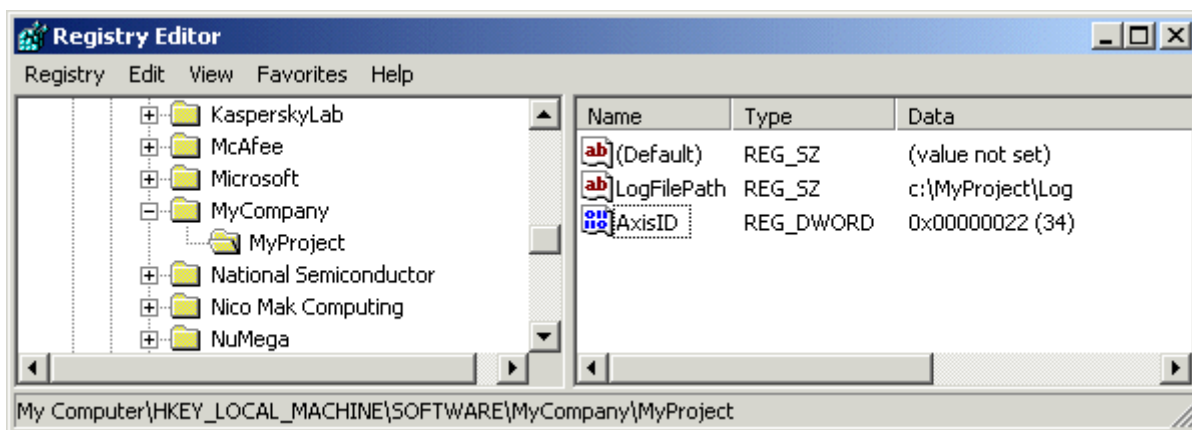 Registry Editor
Registry Edit View Favorites Help
KasperskyLab
McAfee
Microsoft
MyCompany
MyProject
National Semiconductor
Nico Mak Computing
NuMega
Name Type Data
(Default) REG_SZ (value not set)
LogFilePath REG_SZ c:\MyProject\Log
AxisID REG_DWORD 0x00000022 (34)
My Computer\HKEY_LOCAL_MACHINE\SOFTWARE\MyCompany\MyProject